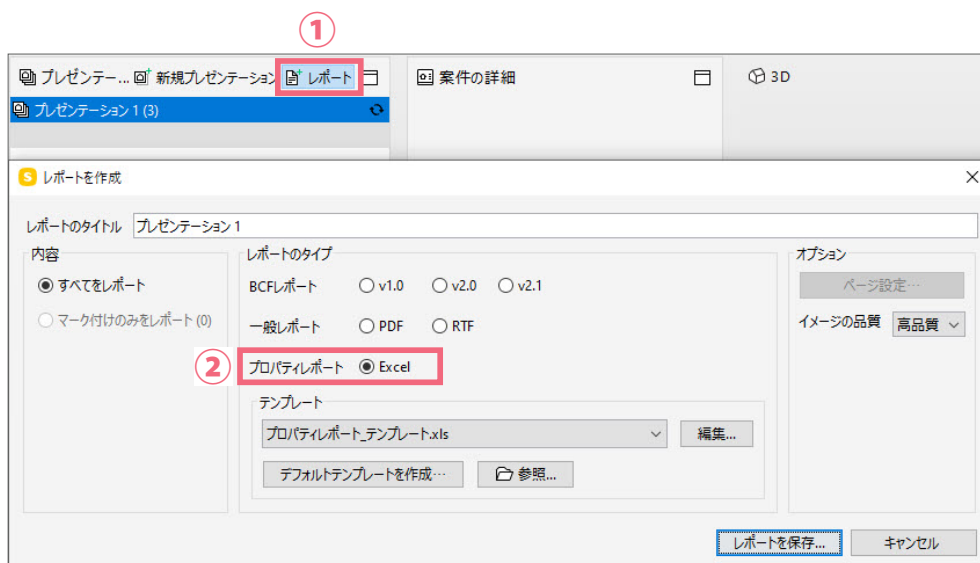 ①
プレゼンテー... 新規プレゼンテーション レポート 案件の詳細 3D
プレゼンテーション 1 (3)
S レポートを作成
レポートのタイトル プレゼンテーション 1
内容 レポートのタイプ オプション
すべてをレポート BCFレポート v1.0 v2.0 v2.1 ページ設定…
マーク付けのみをレポート (0) 一般レポート PDF RTF イメージの品質 高品質
② プロパティレポート Excel
テンプレート
プロパティレポート_テンプレート.xls 編集...
デフォルトテンプレートを作成… 参照...
レポートを保存... キャンセル